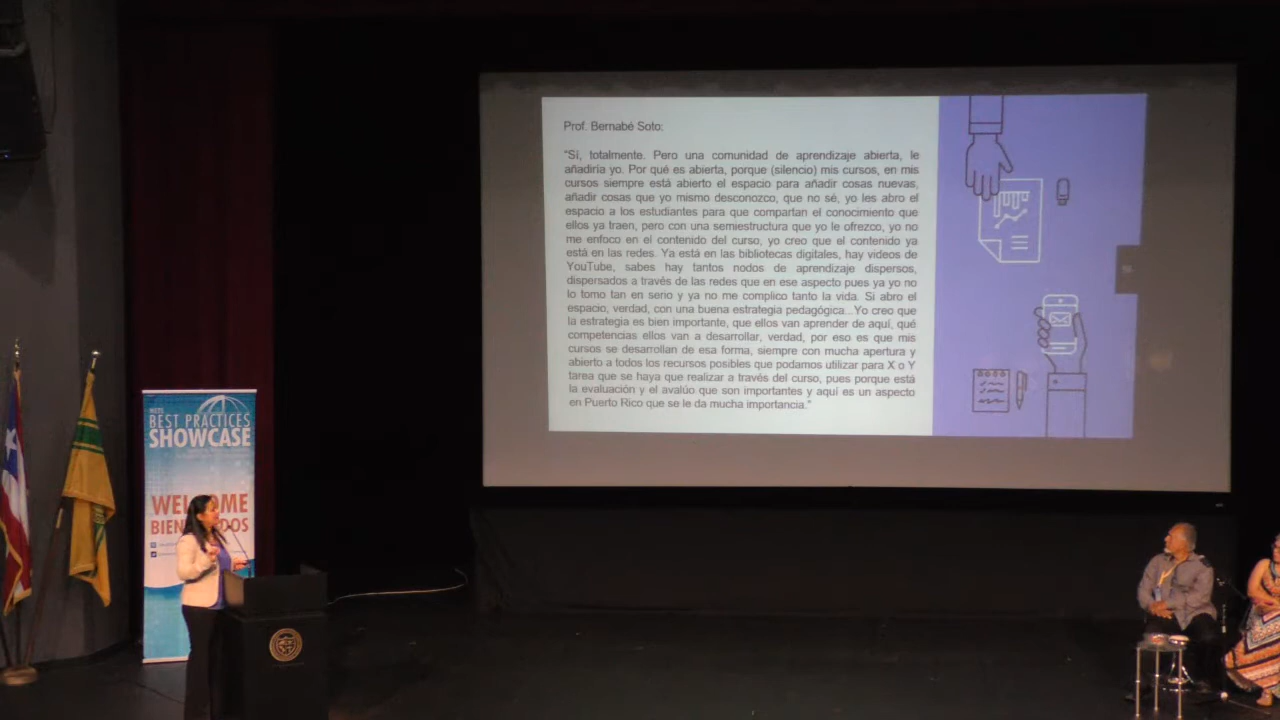 Prof. Bernabé Soto:
"Sí, totalmente. Pero una comunidad de aprendizaje abierta, le
añadiría yo. Por qué es abierta, porque (silencio) mis cursos, en mis
cursos siempre está abierto el espacio para añadir cosas nuevas,
añadir cosas que yo mismo desconozco, que no sé, yo les abro el
espacio a los estudiantes para que compartan el conocimiento que
ellos ya traen, pero con una semiestructura que yo le ofrezco, yo no
me enfoco en el contenido del curso, yo creo que el contenido ya
está en las redes. Ya está en las bibliotecas digitales, hay videos de
YouTube, sabes hay tantos nodos de aprendizaje dispersos,
dispersados a través de las redes que en ese aspecto pues ya yo no
lo tomo tan en serio y ya no me complico tanto la vida. Si abro el
espacio, verdad, con una buena estrategia pedagógica...Yo creo que
la estrategia es bien importante, que ellos van aprender de aquí, qué
competencias ellos van a desarrollar, verdad, por eso es que mis
cursos se desarrollan de esa forma, siempre con mucha apertura y
abierto a todos los recursos posibles que podamos utilizar para X o Y
tarea que se haya que realizar a través del curso, pues porque está
la evaluación y el avalúo que son importantes y aquí es un aspecto
en Puerto Rico que se le da mucha importancia."
BEST PRACTICES
SHOWCASE